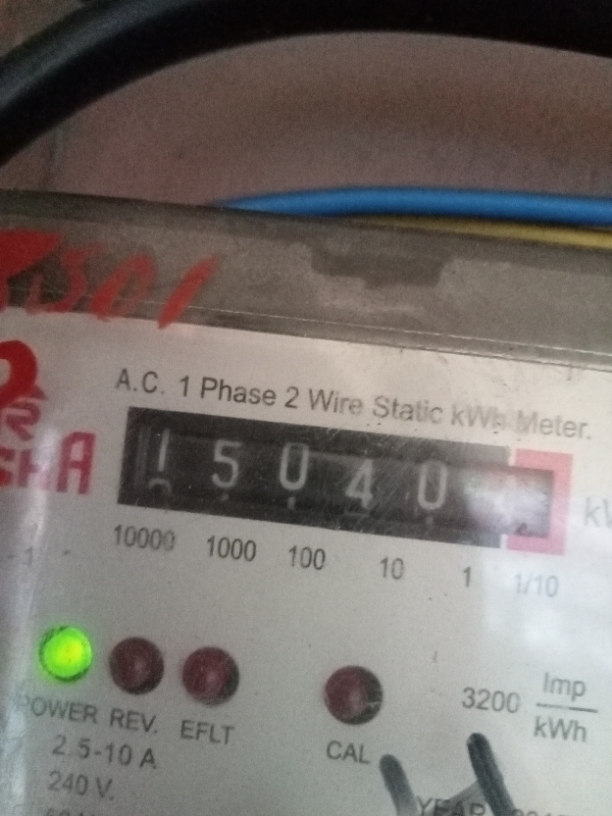 A.C. 1 Phase 2 Wire Static kWh Meter.
15040
10000 1000 100 10 1 1/10
3200 Imp
kWh
POWER REV. EFLT CAL
2.5-10 A
240 V.